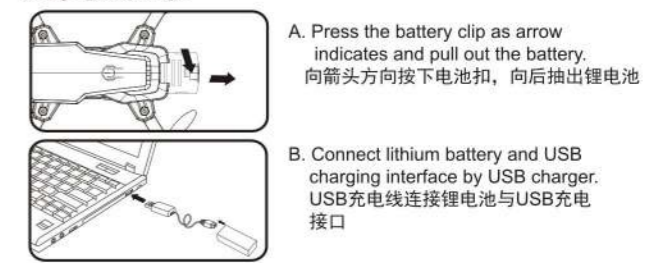 A. Press the battery clip as arrow
indicates and pull out the battery.
向箭头方向按下电池扣，向后抽出锂电池
B. Connect lithium battery and USB
charging interface by USB charger.
USB充电线连接锂电池与USB充电
接口